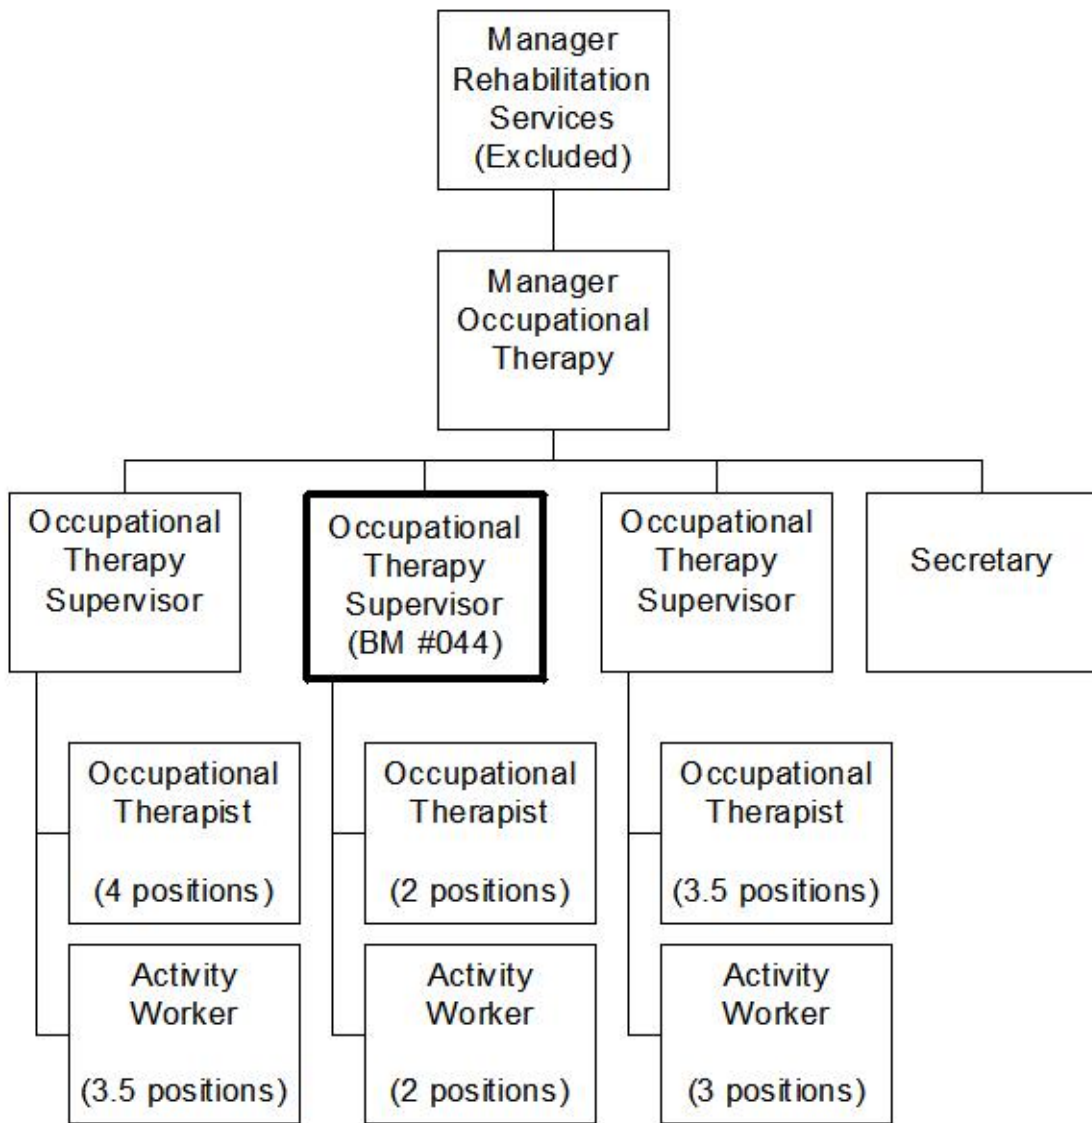 Manager
Rehabilitation
Services
(Excluded)
Manager
Occupational
Therapy
Occupational
Therapy
Supervisor
Occupational
Therapy
Supervisor
(BM #044)
Occupational
Therapy
Supervisor
Secretary
Occupational
Therapist
(4 positions)
Occupational
Therapist
(2 positions)
Occupational
Therapist
(3.5 positions)
Activity
Worker
(3.5 positions)
Activity
Worker
(2 positions)
Activity
Worker
(3 positions)